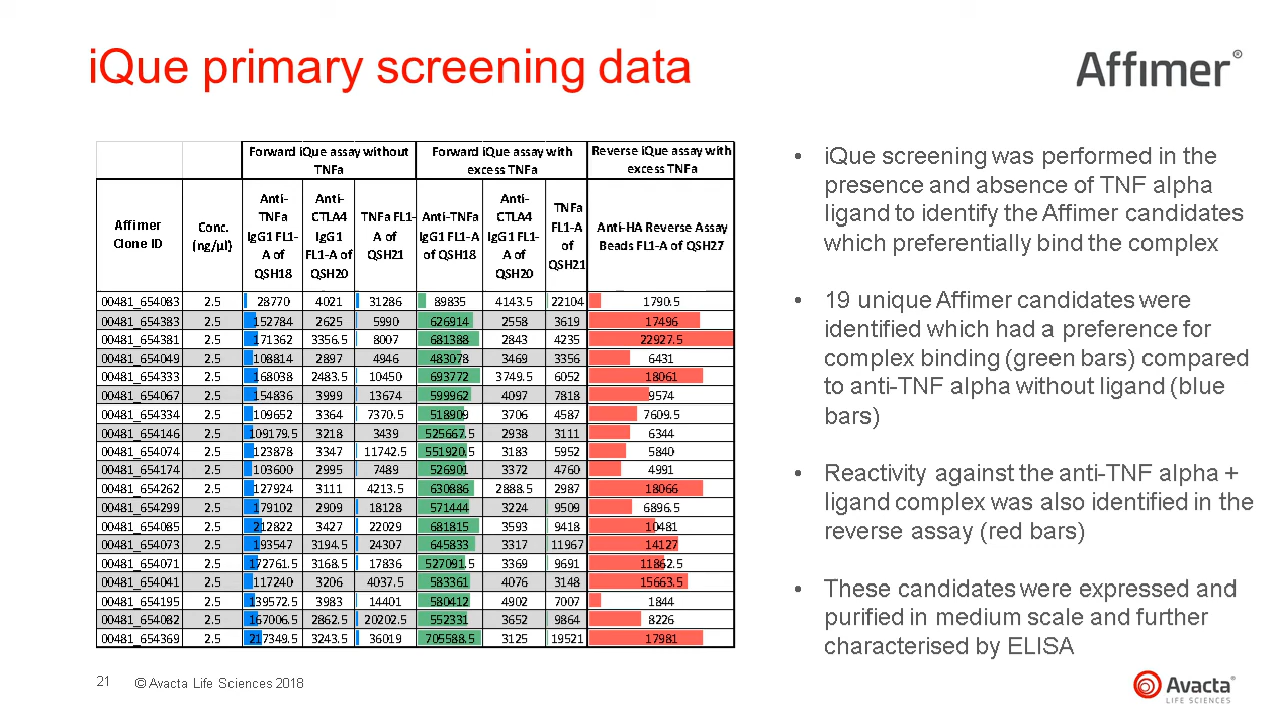 iQue primary screening data
Affimer®
Forward iQue assay without TNFa | Forward iQue assay with excess TNFa | Reverse iQue assay with excess TNFa
Affimer Clone ID | Conc. (ng/µl) | Anti-TNFa IgG1 FL1-A of QSH18 | Anti-CTLA4 IgG1 FL1-A of QSH20 | TNFa FL1-A of QSH21 | Anti-TNFa IgG1 FL1-A of QSH18 | Anti-CTLA4 IgG1 FL1-A of QSH20 | TNFa FL1-A of QSH21 | Anti-HA Reverse Assay Beads FL1-A of QSH27
00481_654083 | 2.5 | 28770 | 4021 | 31286 | 89835 | 4143.5 | 22104 | 1790.5
00481_654383 | 2.5 | 152784 | 2625 | 5990 | 626914 | 2558 | 3619 | 17496
00481_654381 | 2.5 | 171362 | 3356.5 | 8007 | 681388 | 2843 | 4235 | 22927.5
00481_654049 | 2.5 | 108814 | 2897 | 4946 | 483078 | 3469 | 3356 | 6431
00481_654333 | 2.5 | 168038 | 2483.5 | 10450 | 693772 | 3749.5 | 6052 | 18061
00481_654067 | 2.5 | 154836 | 3999 | 13674 | 599962 | 4097 | 7818 | 9574
00481_654334 | 2.5 | 109652 | 3364 | 7370.5 | 518909 | 3706 | 4587 | 7609.5
00481_654146 | 2.5 | 109179.5 | 3218 | 3439 | 525667.5 | 2938 | 3111 | 6344
00481_654074 | 2.5 | 123878 | 3347 | 11742.5 | 551920.5 | 3183 | 5952 | 5840
00481_654174 | 2.5 | 103600 | 2995 | 7489 | 526901 | 3372 | 4760 | 4991
00481_654262 | 2.5 | 127924 | 3111 | 4213.5 | 630886 | 2888.5 | 2987 | 18066
00481_654299 | 2.5 | 179102 | 2909 | 18128 | 571444 | 3224 | 9509 | 6896.5
00481_654085 | 2.5 | 212822 | 3427 | 22029 | 681815 | 3593 | 9418 | 10481
00481_654073 | 2.5 | 193547 | 3194.5 | 24307 | 645833 | 3317 | 11967 | 14127
00481_654071 | 2.5 | 172761.5 | 3168.5 | 17836 | 527091.5 | 3369 | 9691 | 11862.5
00481_654041 | 2.5 | 117240 | 3206 | 4037.5 | 583361 | 4076 | 3148 | 15663.5
00481_654195 | 2.5 | 139572.5 | 3983 | 14401 | 580412 | 4902 | 7007 | 1844
00481_654082 | 2.5 | 167006.5 | 2862.5 | 20202.5 | 552331 | 3652 | 9864 | 8226
00481_654369 | 2.5 | 217349.5 | 3243.5 | 36019 | 705588.5 | 3125 | 19521 | 17981
• iQue screening was performed in the
presence and absence of TNF alpha
ligand to identify the Affimer candidates
which preferentially bind the complex
• 19 unique Affimer candidates were
identified which had a preference for
complex binding (green bars) compared
to anti-TNF alpha without ligand (blue
bars)
• Reactivity against the anti-TNF alpha +
ligand complex was also identified in the
reverse assay (red bars)
• These candidates were expressed and
purified in medium scale and further
characterised by ELISA
21
© Avacta Life Sciences 2018
Avacta®
LIFE SCIENCES